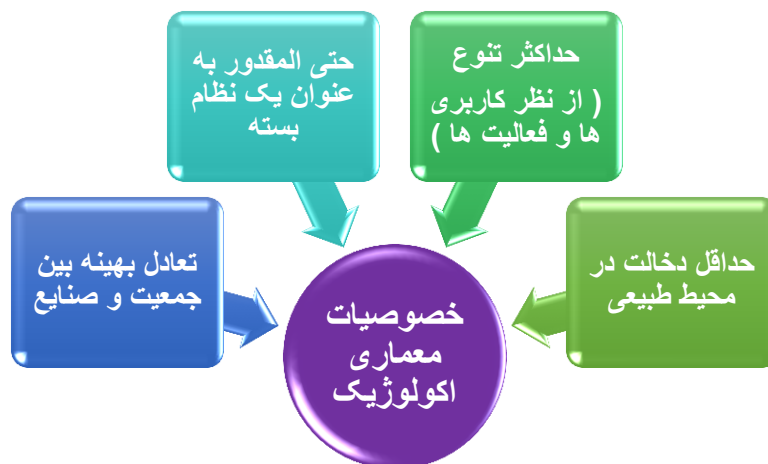 حداکثر تنوع
( از نظر کاربری
ها و فعالیت ها )
حتی المقدور به
عنوان یک نظام
بسته
حداقل دخالت در
محیط طبیعی
تعادل بهینه بین
جمعیت و صنایع
خصوصیات
معماری
اکولوژیک